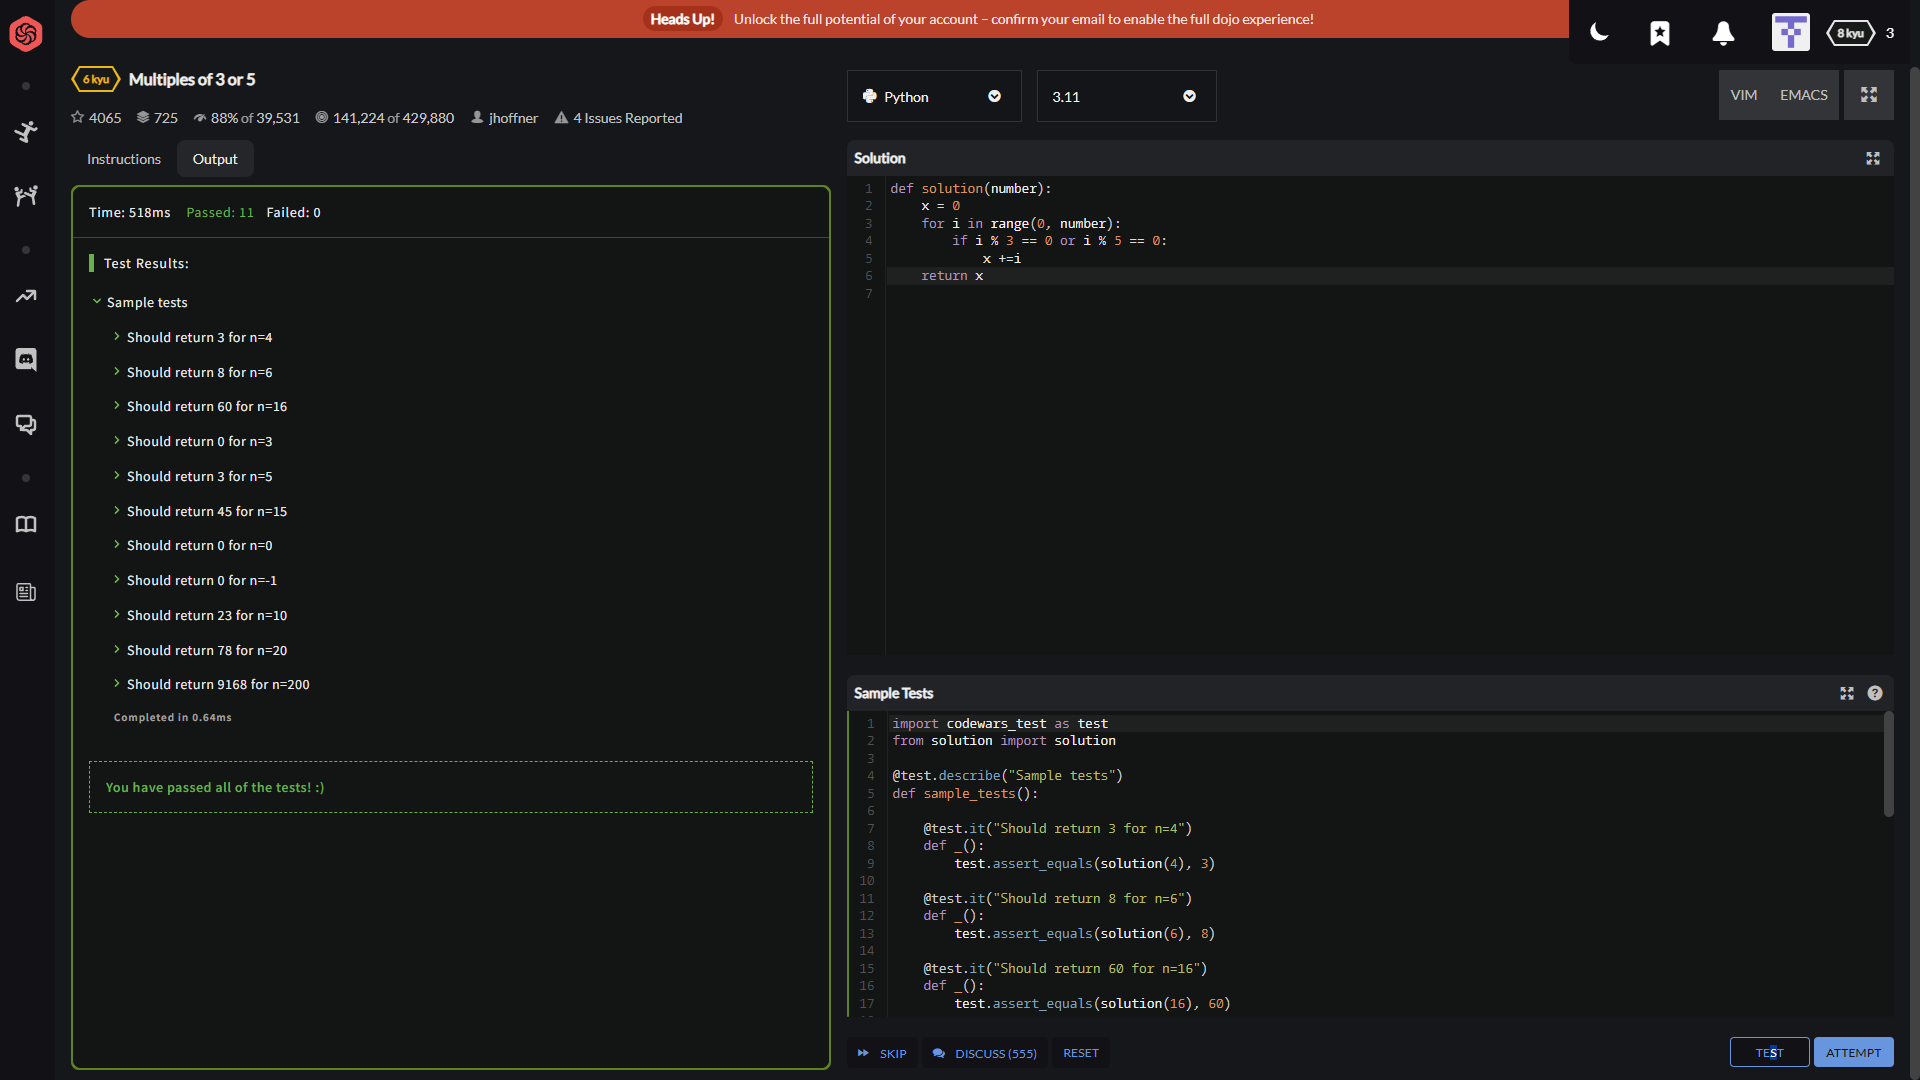 Heads Up! Unlock the full potential of your account – confirm your email to enable the full dojo experience!
8 kyu 3
6 kyu Multiples of 3 or 5
4065 725 88% of 39,531 141,224 of 429,880 jhoffner 4 Issues Reported
Instructions Output
Time: 518ms Passed: 11 Failed: 0
Test Results:
Sample tests
Should return 3 for n=4
Should return 8 for n=6
Should return 60 for n=16
Should return 0 for n=3
Should return 3 for n=5
Should return 45 for n=15
Should return 0 for n=0
Should return 0 for n=-1
Should return 23 for n=10
Should return 78 for n=20
Should return 9168 for n=200
Completed in 0.64ms
You have passed all of the tests! :)
Python 3.11 VIM EMACS
Solution
1 def solution(number):
2 x = 0
3 for i in range(0, number):
4 if i % 3 == 0 or i % 5 == 0:
5 x +=i
6 return x
7
Sample Tests
1 import codewars_test as test
2 from solution import solution
3
4 @test.describe("Sample tests")
5 def sample_tests():
6
7 @test.it("Should return 3 for n=4")
8 def _():
9 test.assert_equals(solution(4), 3)
10
11 @test.it("Should return 8 for n=6")
12 def _():
13 test.assert_equals(solution(6), 8)
14
15 @test.it("Should return 60 for n=16")
16 def _():
17 test.assert_equals(solution(16), 60)
SKIP DISCUSS (555) RESET TEST ATTEMPT